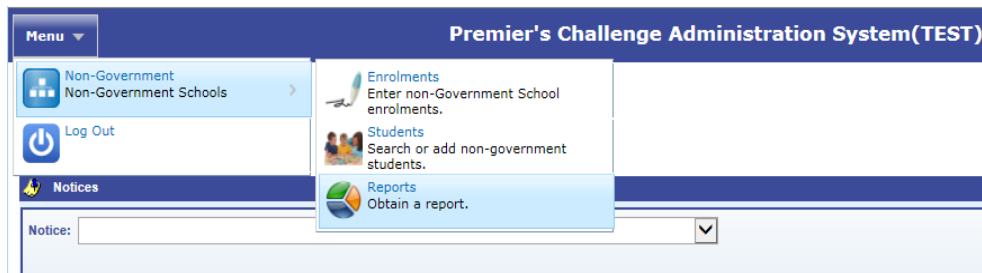 Menu
Premier's Challenge Administration System(TEST)
Non-Government
Non-Government Schools
Log Out
Enrolments
Enter non-Government School
enrolments.
Students
Search or add non-government
students.
Reports
Obtain a report.
Notices
Notice: